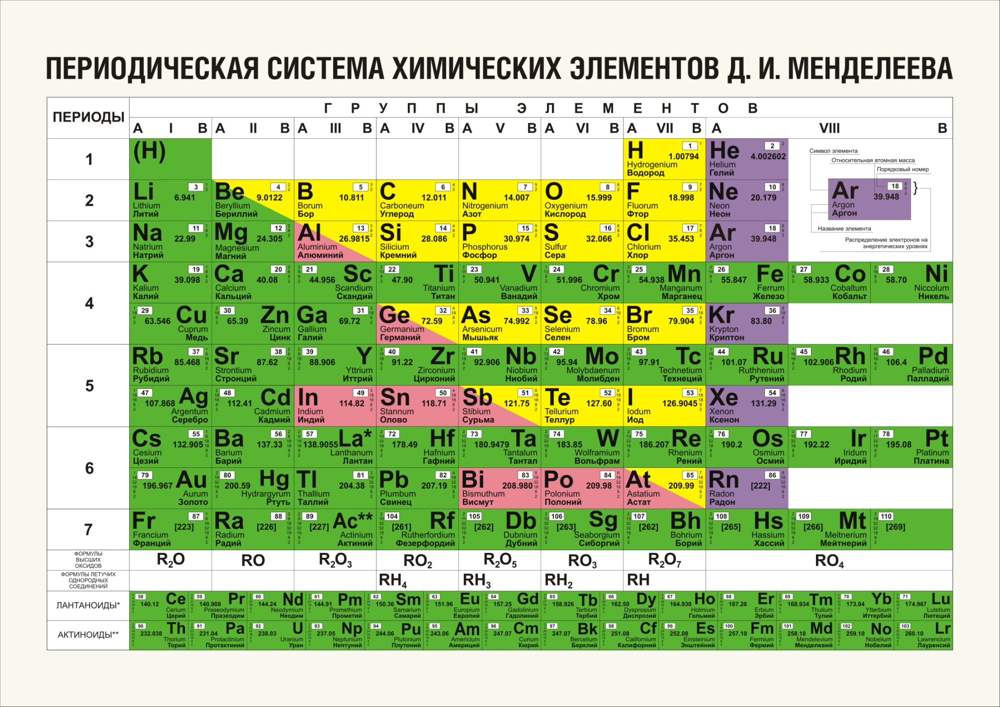 ПЕРИОДИЧЕСКАЯ СИСТЕМА ХИМИЧЕСКИХ ЭЛЕМЕНТОВ Д. И. МЕНДЕЛЕЕВА
ПЕРИОДЫ
ГРУППЫ ЭЛЕМЕНТОВ
A I B A II B A III B A IV B A V B A VI B A VII B A VIII B
1
(H)
H 1 1.00794 Hydrogenium Водород
He 2 4.002602 Helium Гелий
Символ элемента
Относительная атомная масса
Порядковый номер
Ar 18 39.948 Argon Аргон
Название элемента
Распределение электронов на
энергетических уровнях
2
Li 3 6.941 Lithium Литий
Be 4 9.0122 Beryllium Бериллий
B 5 10.811 Borum Бор
C 6 12.011 Carboneum Углерод
N 7 14.007 Nitrogenium Азот
O 8 15.999 Oxygenium Кислород
F 9 18.998 Fluorum Фтор
Ne 10 20.179 Neon Неон
3
Na 11 22.99 Natrium Натрий
Mg 12 24.305 Magnesium Магний
Al 13 26.9815 Aluminium Алюминий
Si 14 28.086 Silicium Кремний
P 15 30.974 Phosphorus Фосфор
S 16 32.066 Sulfur Сера
Cl 17 35.453 Chlorium Хлор
Ar 18 39.948 Argon Аргон
4
K 19 39.098 Kalium Калий
Ca 20 40.08 Calcium Кальций
21 44.956 Sc Scandium Скандий
22 47.90 Ti Titanium Титан
23 50.941 V Vanadium Ванадий
24 51.996 Cr Chromium Хром
25 54.938 Mn Manganum Марганец
26 55.847 Fe Ferrum Железо
27 58.933 Co Cobaltum Кобальт
28 58.70 Ni Niccolum Никель
29 63.546 Cu Cuprum Медь
30 65.39 Zn Zincum Цинк
Ga 31 69.72 Gallium Галий
Ge 32 72.59 Germanium Германий
As 33 74.992 Arsenicum Мышьяк
Se 34 78.96 Selenium Селен
Br 35 79.904 Bromum Бром
Kr 36 83.80 Krypton Криптон
5
Rb 37 85.468 Rubidium Рубидий
Sr 38 87.62 Strontium Стронций
39 88.906 Y Yttrium Иттрий
40 91.22 Zr Zirconium Цирконий
41 92.906 Nb Niobium Ниобий
42 95.94 Mo Molybdaenum Молибден
43 97.91 Tc Technetium Технеций
44 101.07 Ru Ruthhenium Рутений
45 102.906 Rh Rhodium Родий
46 106.4 Pd Palladium Палладий
47 107.868 Ag Argentum Серебро
48 112.41 Cd Cadmium Кадмий
In 49 114.82 Indium Индий
Sn 50 118.71 Stannum Олово
Sb 51 121.75 Stibium Сурьма
Te 52 127.60 Tellurium Теллур
I 53 126.9045 Iodum Иод
Xe 54 131.29 Xenon Ксенон
6
Cs 55 132.905 Cesium Цезий
Ba 56 137.33 Barium Барий
57 138.9055 La* Lanthanum Лантан
72 178.49 Hf Hafnium Гафний
73 180.9479 Ta Tantalum Тантал
74 183.85 W Wolframium Вольфрам
75 186.207 Re Rhenium Рений
76 190.2 Os Osmium Осмий
77 192.22 Ir Iridium Иридий
78 195.08 Pt Platinum Платина
79 196.967 Au Aurum Золото
80 200.59 Hg Hydrargyrum Ртуть
Tl 81 204.38 Thallium Таллий
Pb 82 207.19 Plumbum Свинец
Bi 83 208.980 Bismuthum Висмут
Po 84 209.98 Polonium Полоний
At 85 209.99 Astatium Астат
Rn 86 [222] Radon Радон
7
Fr 87 [223] Francium Франций
Ra 88 [226] Radium Радий
89 [227] Ac** Actinium Актиний
104 [261] Rf Rutherfordium Фезерфордий
105 [262] Db Dubnium Дубний
106 [263] Sg Seaborgium Сиборгий
107 [262] Bh Bohrium Борий
108 [265] Hs Hassium Хассий
109 [266] Mt Meitnerium Мейтнерий
110 [269]
ФОРМУЛЫ
ВЫСШИХ
ОКСИДОВ
R₂O RO R₂O₃ RO₂ R₂O₅ RO₃ R₂O₇ RO₄
ФОРМУЛЫ ЛЕТУЧИХ
ОДНОРОДНЫХ
СОЕДИНЕНИЙ
RH₄ RH₃ RH₂ RH
ЛАНТАНОИДЫ*
58 140.12 Ce Cerium Церий
59 140.908 Pr Praseodymium Празеодим
60 144.24 Nd Neodymium Неодим
61 144.91 Pm Promethium Прометий
62 150.36 Sm Samarium Самарий
63 151.96 Eu Europium Европий
64 157.25 Gd Gadolinium Гадолиний
65 158.926 Tb Terbium Тербий
66 162.50 Dy Dysprosium Диспрозий
67 164.930 Ho Holmium Гольмий
68 167.26 Er Erbium Эрбий
69 168.934 Tm Thulium Тулий
70 173.04 Yb Ytterbium Иттербий
71 174.967 Lu Lutetium Лютеций
АКТИНОИДЫ**
90 232.038 Th Thorium Торий
91 231.04 Pa Protactinium Протактиний
92 238.03 U Uranium Уран
93 237.05 Np Neptunium Нептуний
94 244.06 Pu Plutonium Плутоний
95 243.06 Am Americium Америций
96 247.07 Cm Curium Кюрий
97 247.07 Bk Bercelium Берклий
98 251.08 Cf Californium Калифорний
99 252.08 Es Einsteinium Энштейний
100 257.10 Fm Fermium Фермий
101 258.10 Md Mendelevium Менделевий
102 259.10 No Nobelium Нобелий
103 260.10 Lr Lawrencium Лауренсий